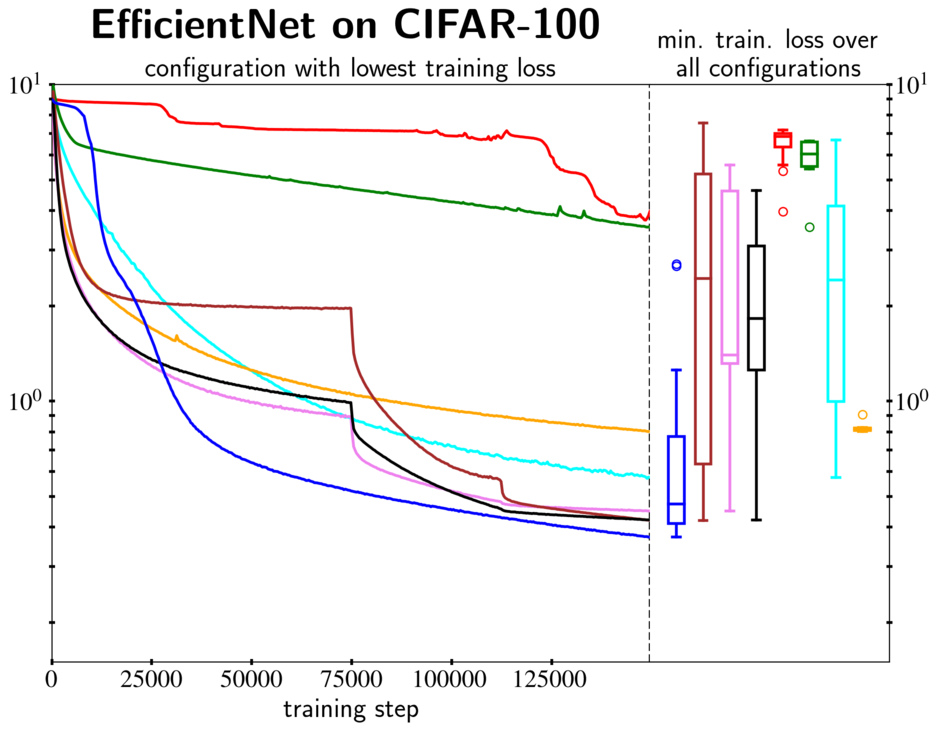 EfficientNet on CIFAR-100
configuration with lowest training loss
min. train. loss over
all configurations
10^1
10^1
10^0
10^0
0 25000 50000 75000 100000 125000
training step